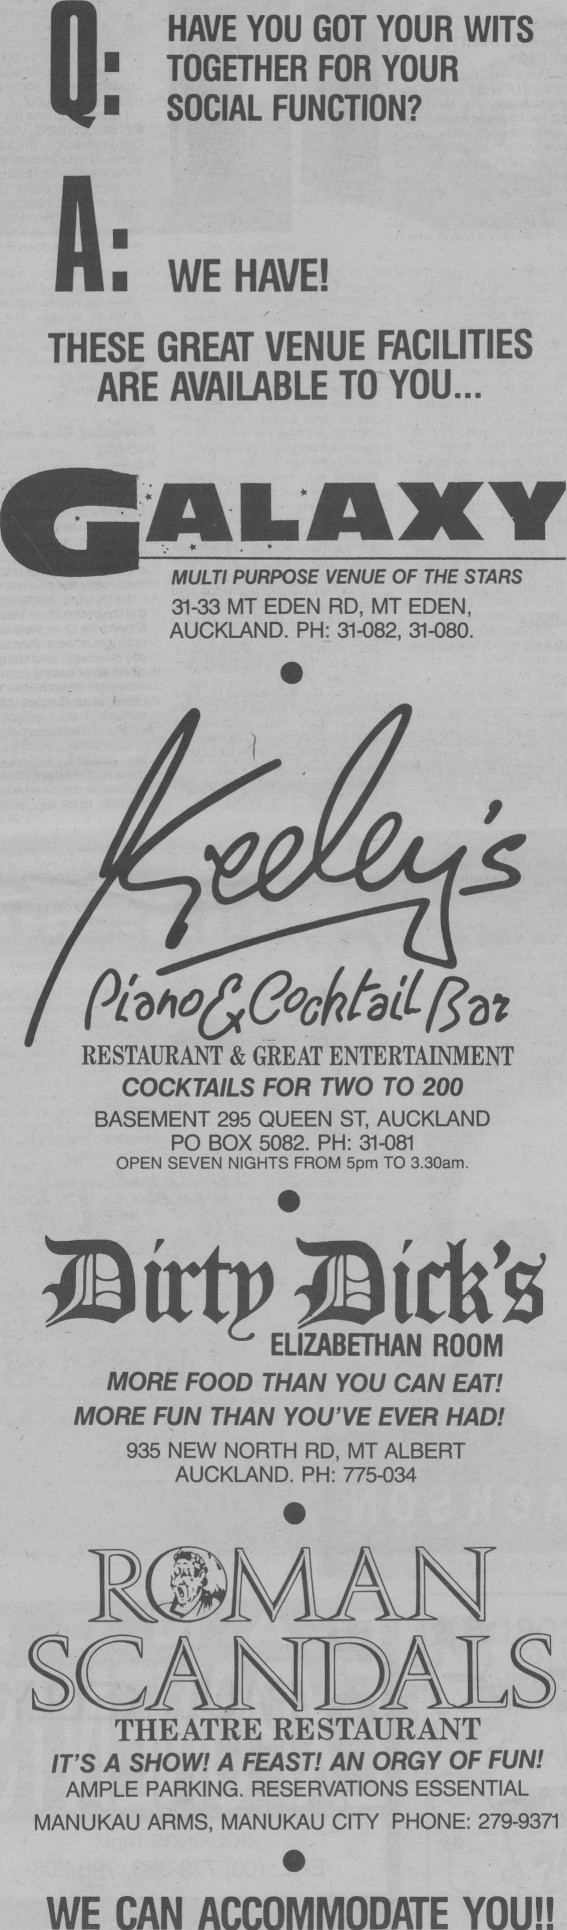 Q: HAVE YOU GOT YOUR WITS
TOGETHER FOR YOUR
SOCIAL FUNCTION?
A: WE HAVE!
THESE GREAT VENUE FACILITIES
ARE AVAILABLE TO YOU...
GALAXY
MULTI PURPOSE VENUE OF THE STARS
31-33 MT EDEN RD, MT EDEN,
AUCKLAND. PH: 31-082, 31-080.
Keeley's
Piano & Cocktail Bar
RESTAURANT & GREAT ENTERTAINMENT
COCKTAILS FOR TWO TO 200
BASEMENT 295 QUEEN ST, AUCKLAND
PO BOX 5082. PH: 31-081
OPEN SEVEN NIGHTS FROM 5pm TO 3.30am.
Dirty Dick's
ELIZABETHAN ROOM
MORE FOOD THAN YOU CAN EAT!
MORE FUN THAN YOU'VE EVER HAD!
935 NEW NORTH RD, MT ALBERT
AUCKLAND. PH: 775-034
ROMAN
SCANDALS
THEATRE RESTAURANT
IT'S A SHOW! A FEAST! AN ORGY OF FUN!
AMPLE PARKING. RESERVATIONS ESSENTIAL
MANUKAU ARMS, MANUKAU CITY PHONE: 279-9371
WE CAN ACCOMMODATE YOU!!